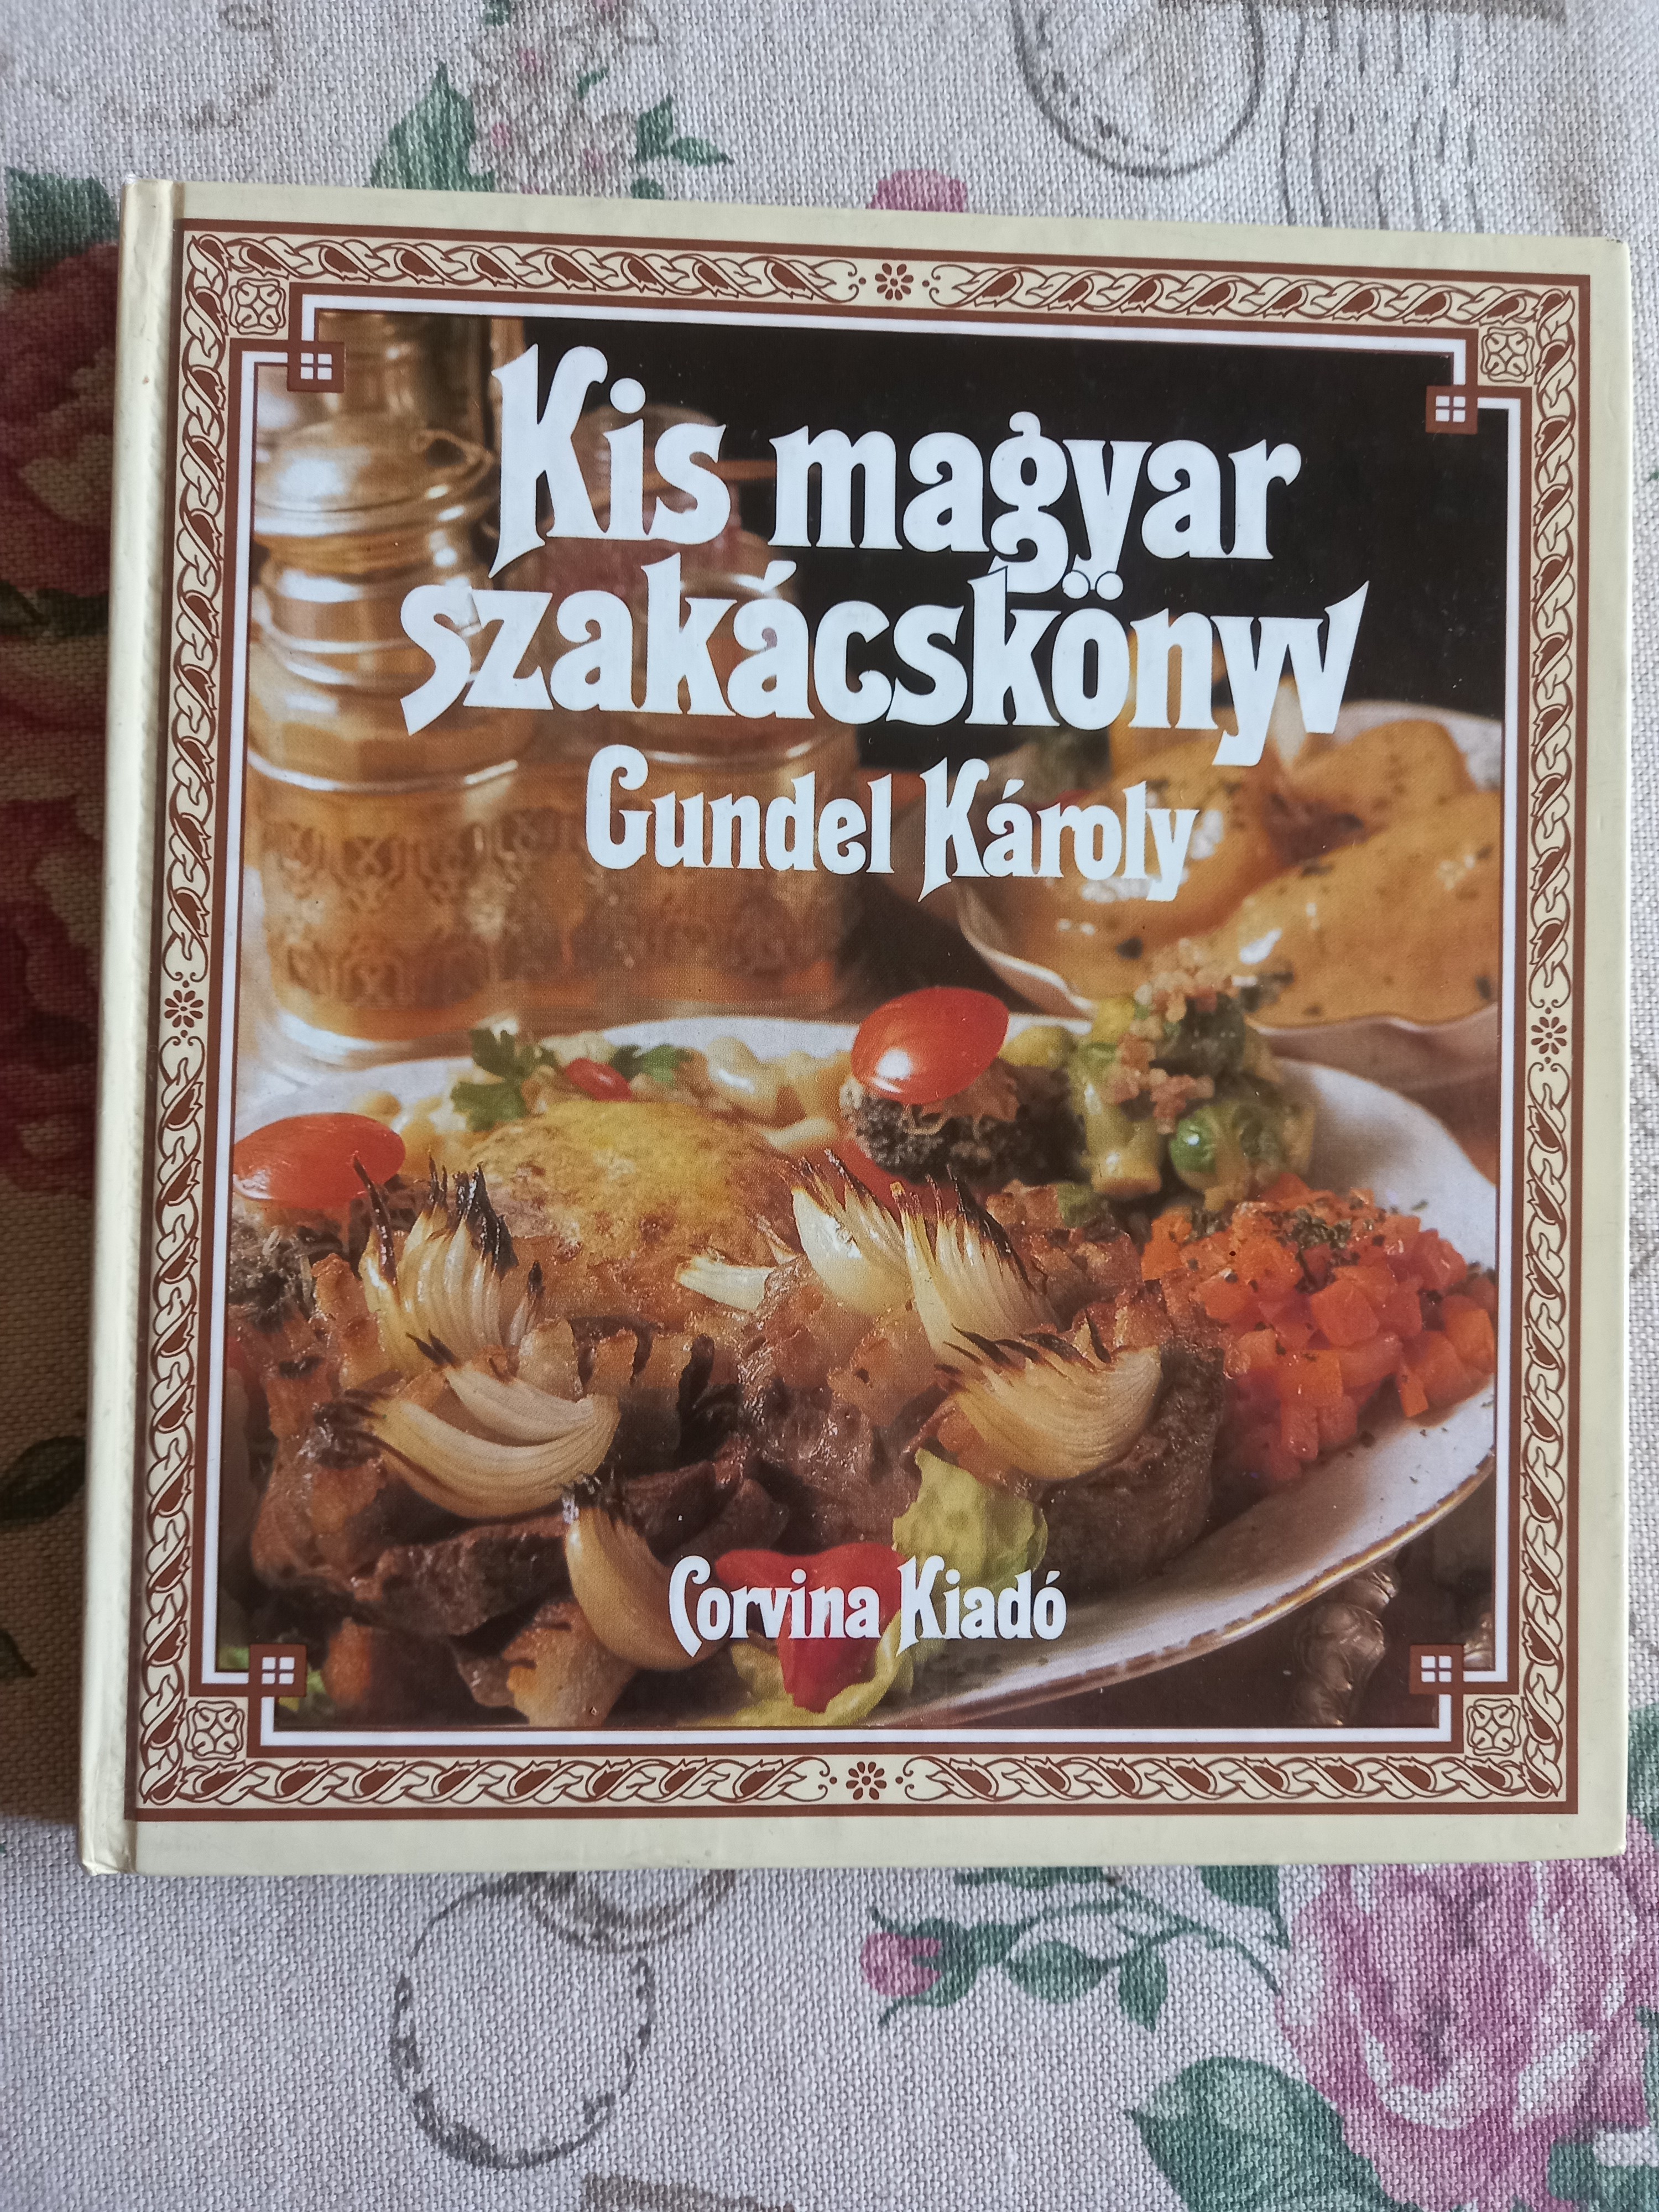 Kis magyar
szakácskönyv
Gundel Károly
Corvina Kiadó